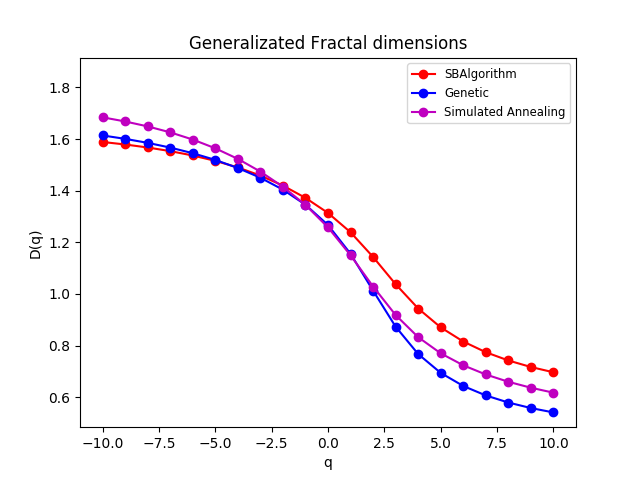 Generalizated Fractal dimensions
SBAlgorithm
Genetic
Simulated Annealing
D(q)
1.8
1.6
1.4
1.2
1.0
0.8
0.6
−10.0 −7.5 −5.0 −2.5 0.0 2.5 5.0 7.5 10.0
q